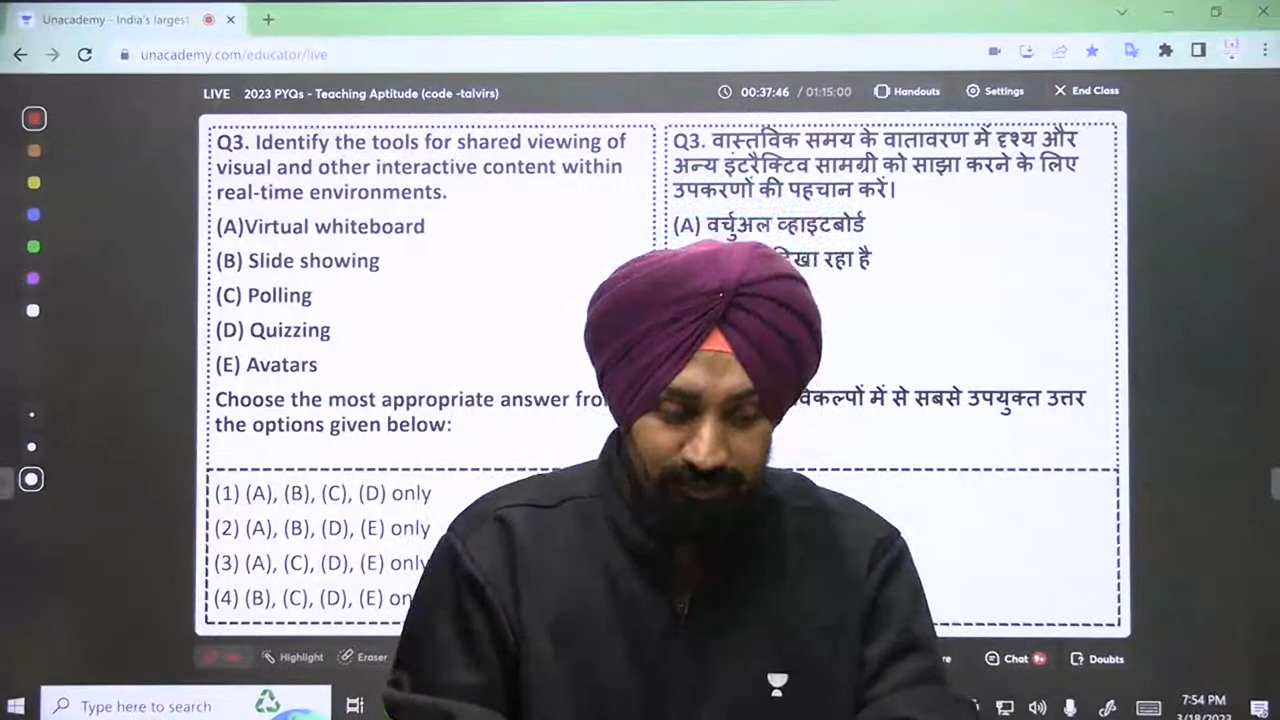 Unacademy - India's largest
unacademy.com/educator/live
LIVE 2023 PYQs - Teaching Aptitude (code -talvirs)
00:37:46 / 01:15:00
Handouts
Settings
End Class
Q3. Identify the tools for shared viewing of
visual and other interactive content within
real-time environments.
(A)Virtual whiteboard
(B) Slide showing
(C) Polling
(D) Quizzing
(E) Avatars
Choose the most appropriate answer
the options given below:
Q3. वास्तविक समय के वातावरण में दृश्य और
अन्य इंटरैक्टिव सामग्री को साझा करने के लिए
उपकरणों की पहचान करें।
(A) वर्चुअल व्हाइटबोर्ड
रहा है
में से सबसे उपयुक्त उत्तर
(1) (A), (B), (C), (D) only
(2) (A), (B), (D), (E) only
(3) (A), (C), (D), (E) only
(4) (B), (C), (D), (E)
Highlight
Eraser
Chat 9+
Doubts
Type here to search
7:54 PM
3/18/2023